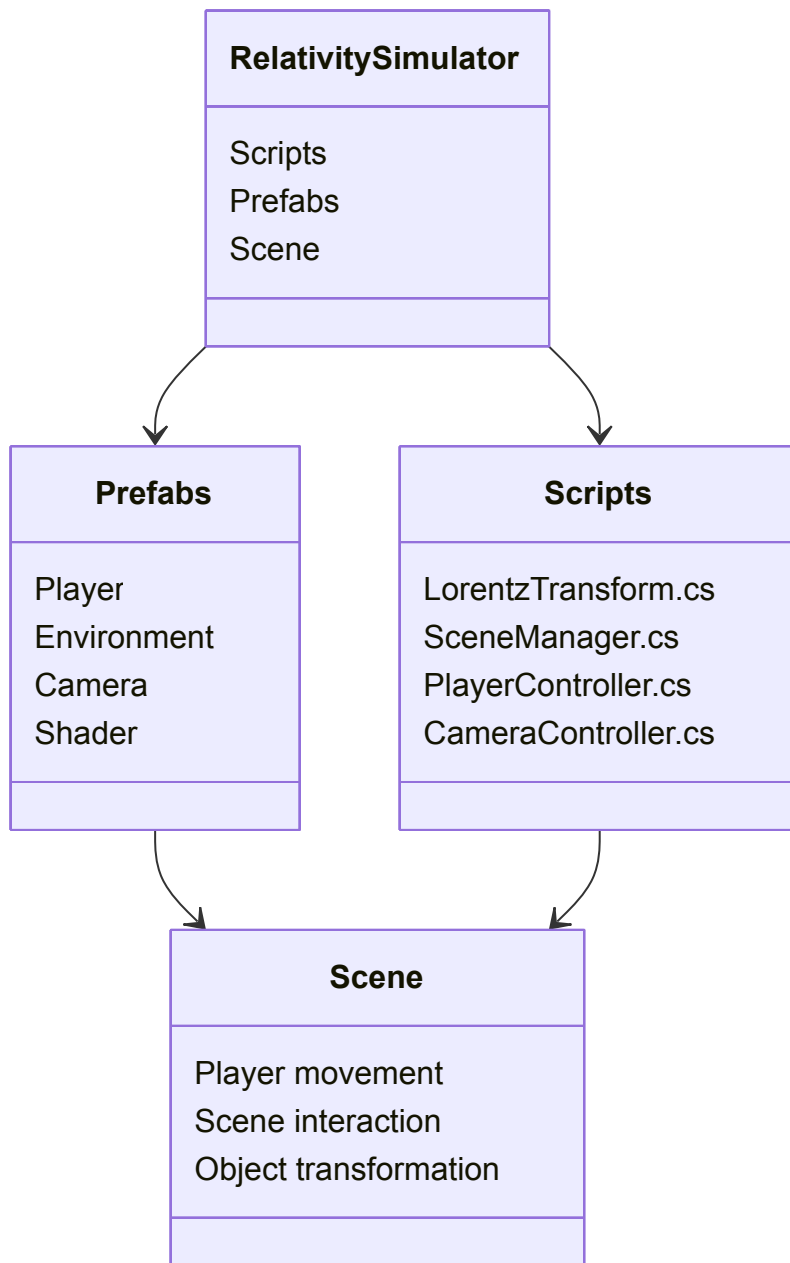 RelativitySimulator
Scripts
Prefabs
Scene
Prefabs
Player
Environment
Camera
Shader
Scripts
LorentzTransform.cs
SceneManager.cs
PlayerController.cs
CameraController.cs
Scene
Player movement
Scene interaction
Object transformation